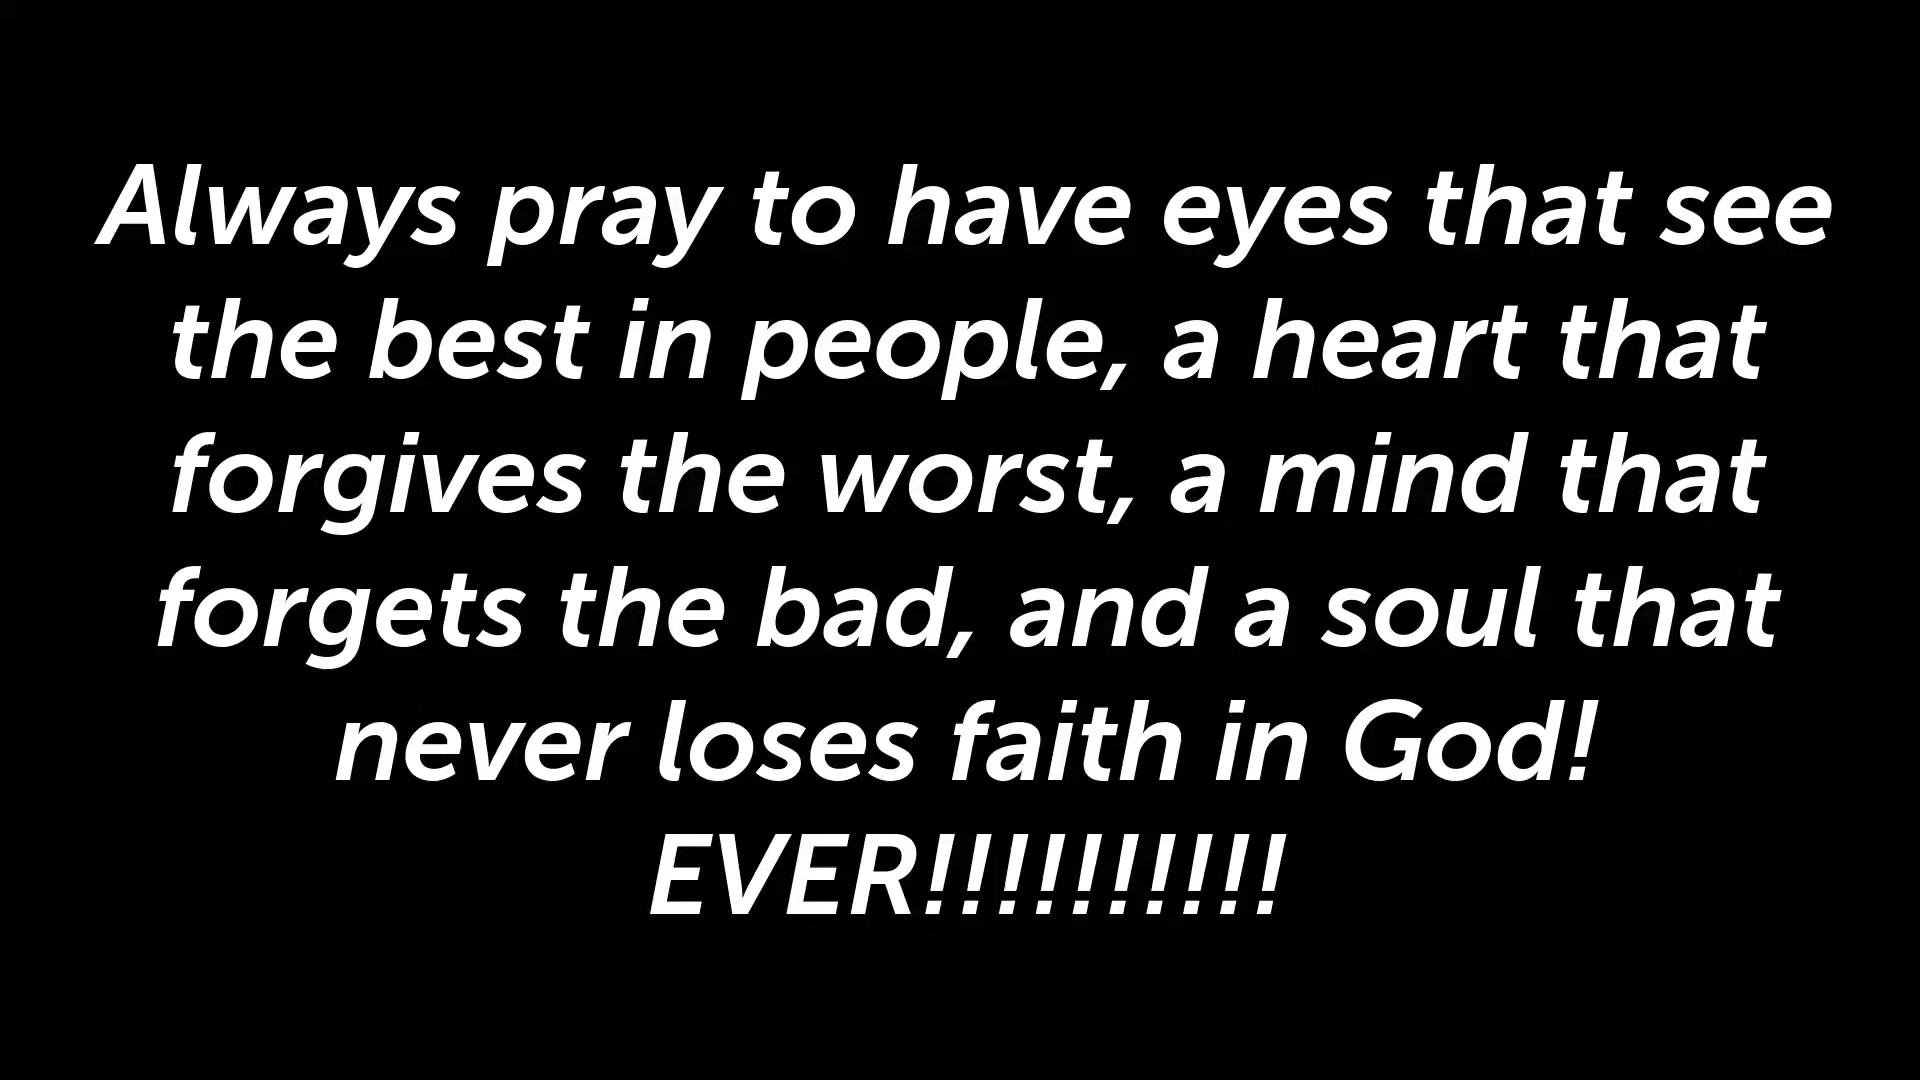 Always pray to have eyes that see
the best in people, a heart that
forgives the worst, a mind that
forgets the bad, and a soul that
never loses faith in God!
EVER!!!!!!!!!!